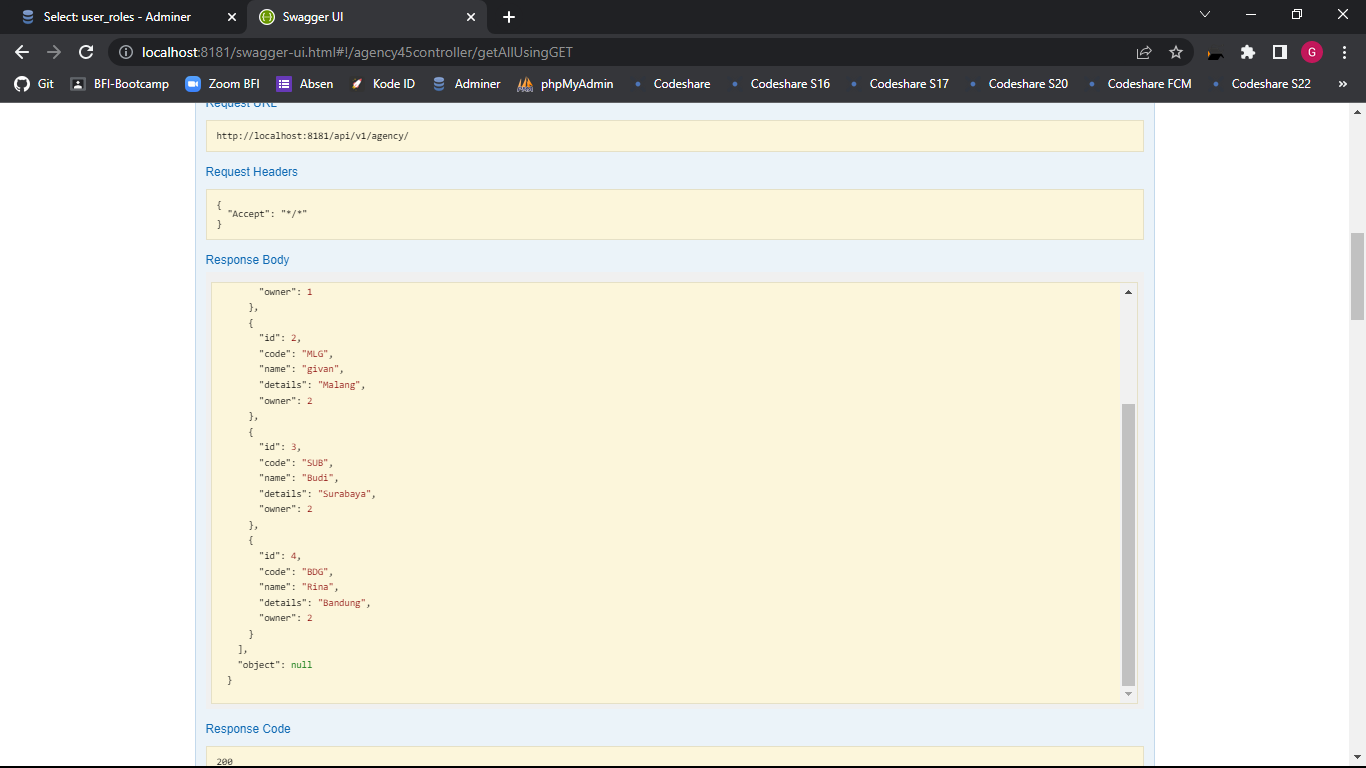 Select: user_roles - Adminer
Swagger UI
localhost:8181/swagger-ui.html#!/agency45controller/getAllUsingGET
G
Git
BFI-Bootcamp
Zoom BFI
Absen
Kode ID
Adminer
phpMyAdmin
Codeshare
Codeshare S16
Codeshare S17
Codeshare S20
Codeshare FCM
Codeshare S22
»
Request URL
http://localhost:8181/api/v1/agency/
Request Headers
{
"Accept": "*/*"
}
Response Body
"owner": 1
},
{
"id": 2,
"code": "MLG",
"name": "givan",
"details": "Malang",
"owner": 2
},
{
"id": 3,
"code": "SUB",
"name": "Budi",
"details": "Surabaya",
"owner": 2
},
{
"id": 4,
"code": "BDG",
"name": "Rina",
"details": "Bandung",
"owner": 2
}
],
"object": null
}
Response Code
200